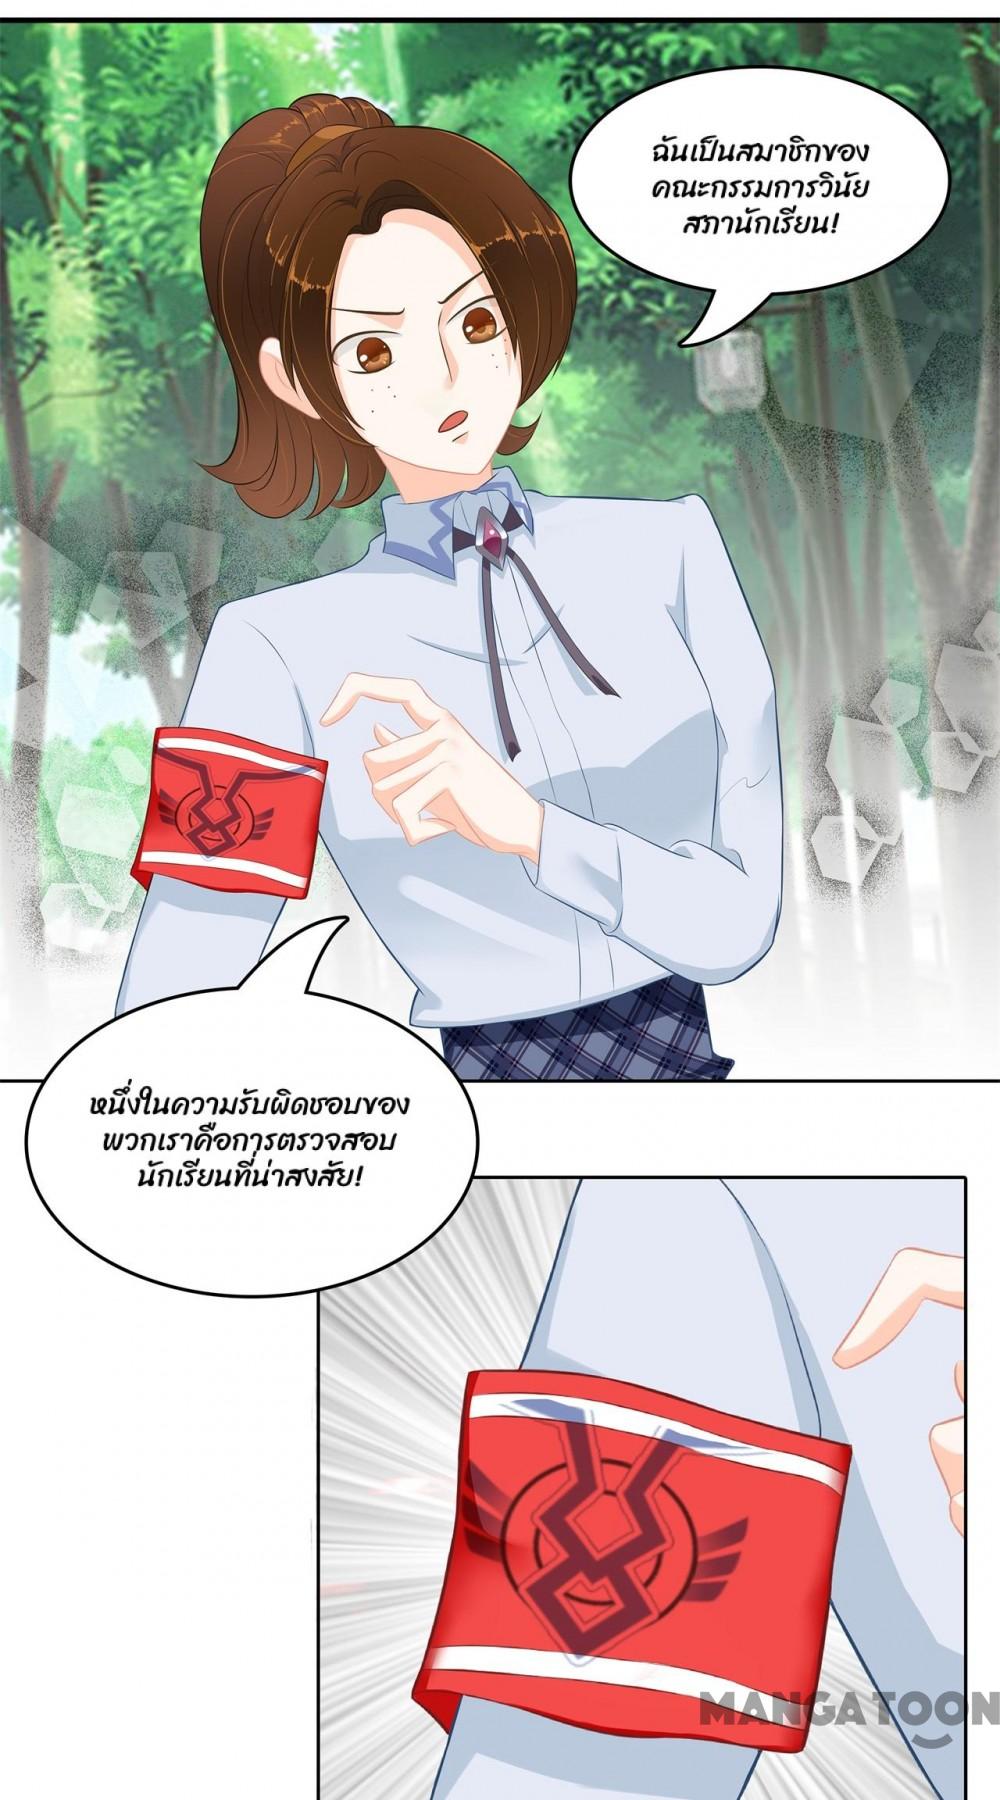 ฉันเป็นสมาชิกของ
คณะกรรมการวินัย
สภานักเรียน!
หนึ่งในความรับผิดชอบของ
พวกเราคือการตรวจสอบ
นักเรียนที่น่าสงสัย!
MANGATOON